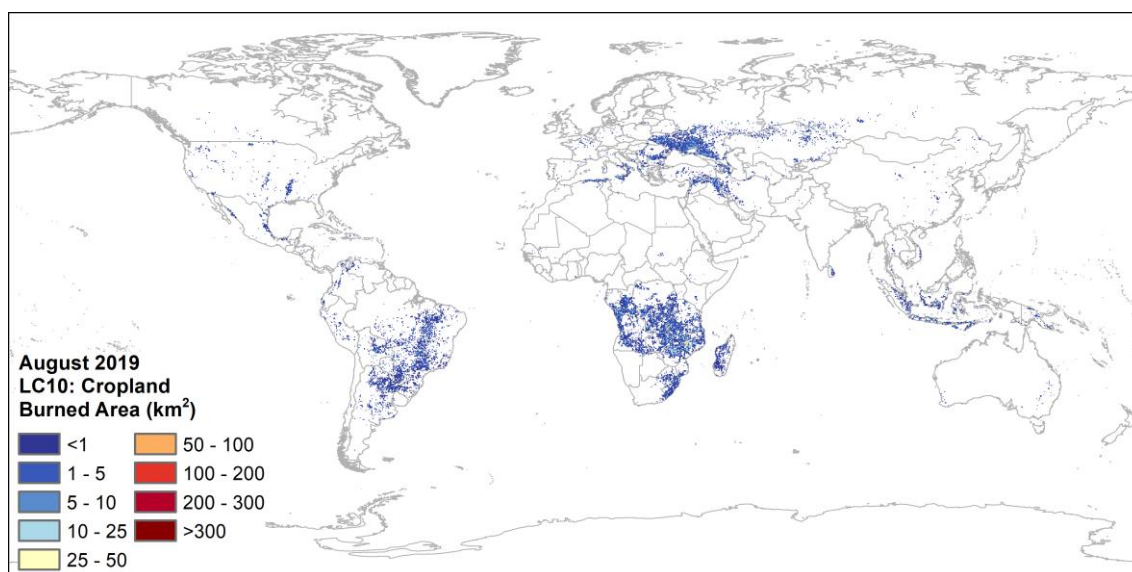 August 2019
LC10: Cropland
Burned Area (km²)
<1
50 - 100
1 - 5
100 - 200
5 - 10
200 - 300
10 - 25
>300
25 - 50